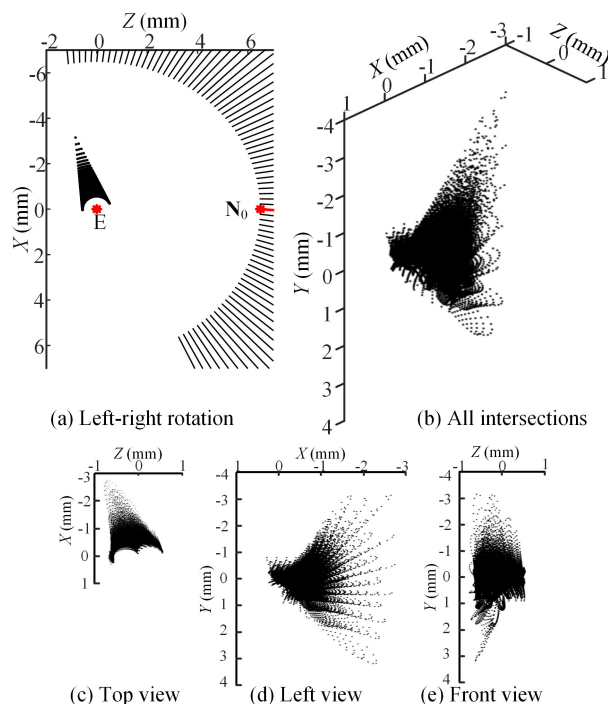 Z (mm)
-2 0 2 4 6
-6
-4
-2
0
2
4
6
X (mm)
E
N₀
(a) Left-right rotation
X (mm)
1 0 -1 -2 -3
Z (mm)
-1 0 1
Y (mm)
-4
-3
-2
-1
0
1
2
3
4
(b) All intersections
Z (mm)
-1 0 1
X (mm)
-3
-2
-1
0
1
(c) Top view
X (mm)
0 -1 -2 -3
Y (mm)
-4
-3
-2
-1
0
1
2
3
4
(d) Left view
Z (mm)
-1 0 1
Y (mm)
-4
-3
-2
-1
0
1
2
3
4
(e) Front view